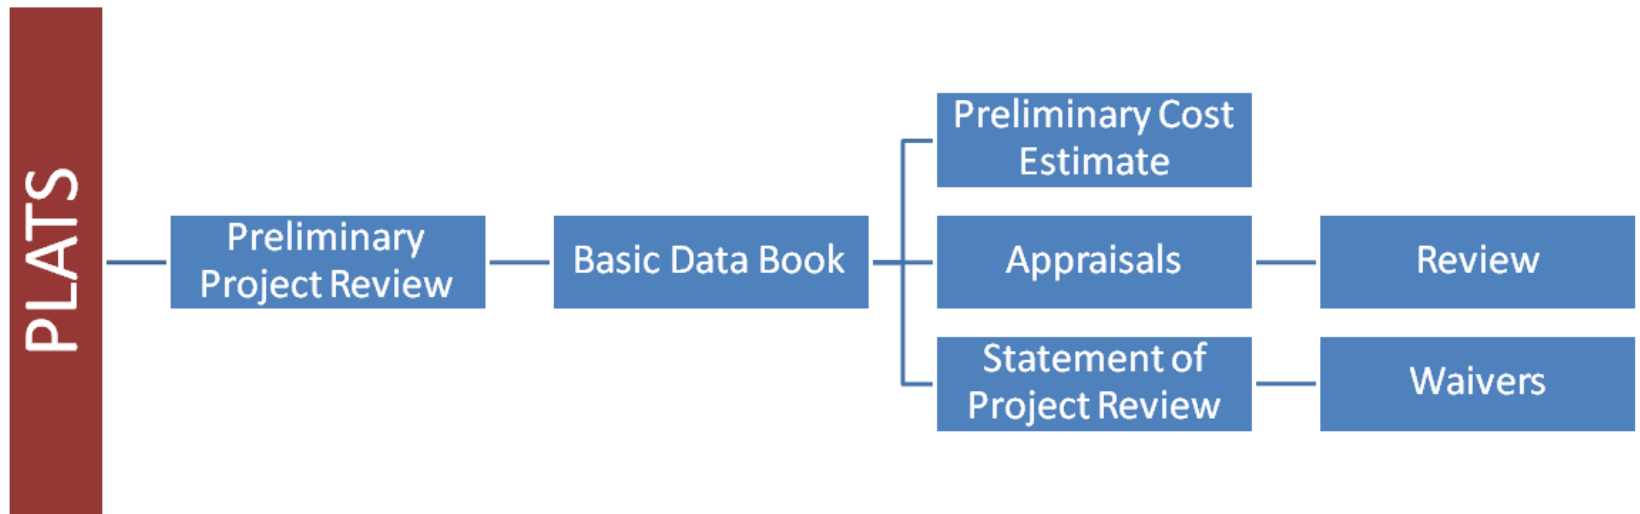 PLATS
Preliminary
Project Review
Basic Data Book
Preliminary Cost
Estimate
Appraisals
Review
Statement of
Project Review
Waivers